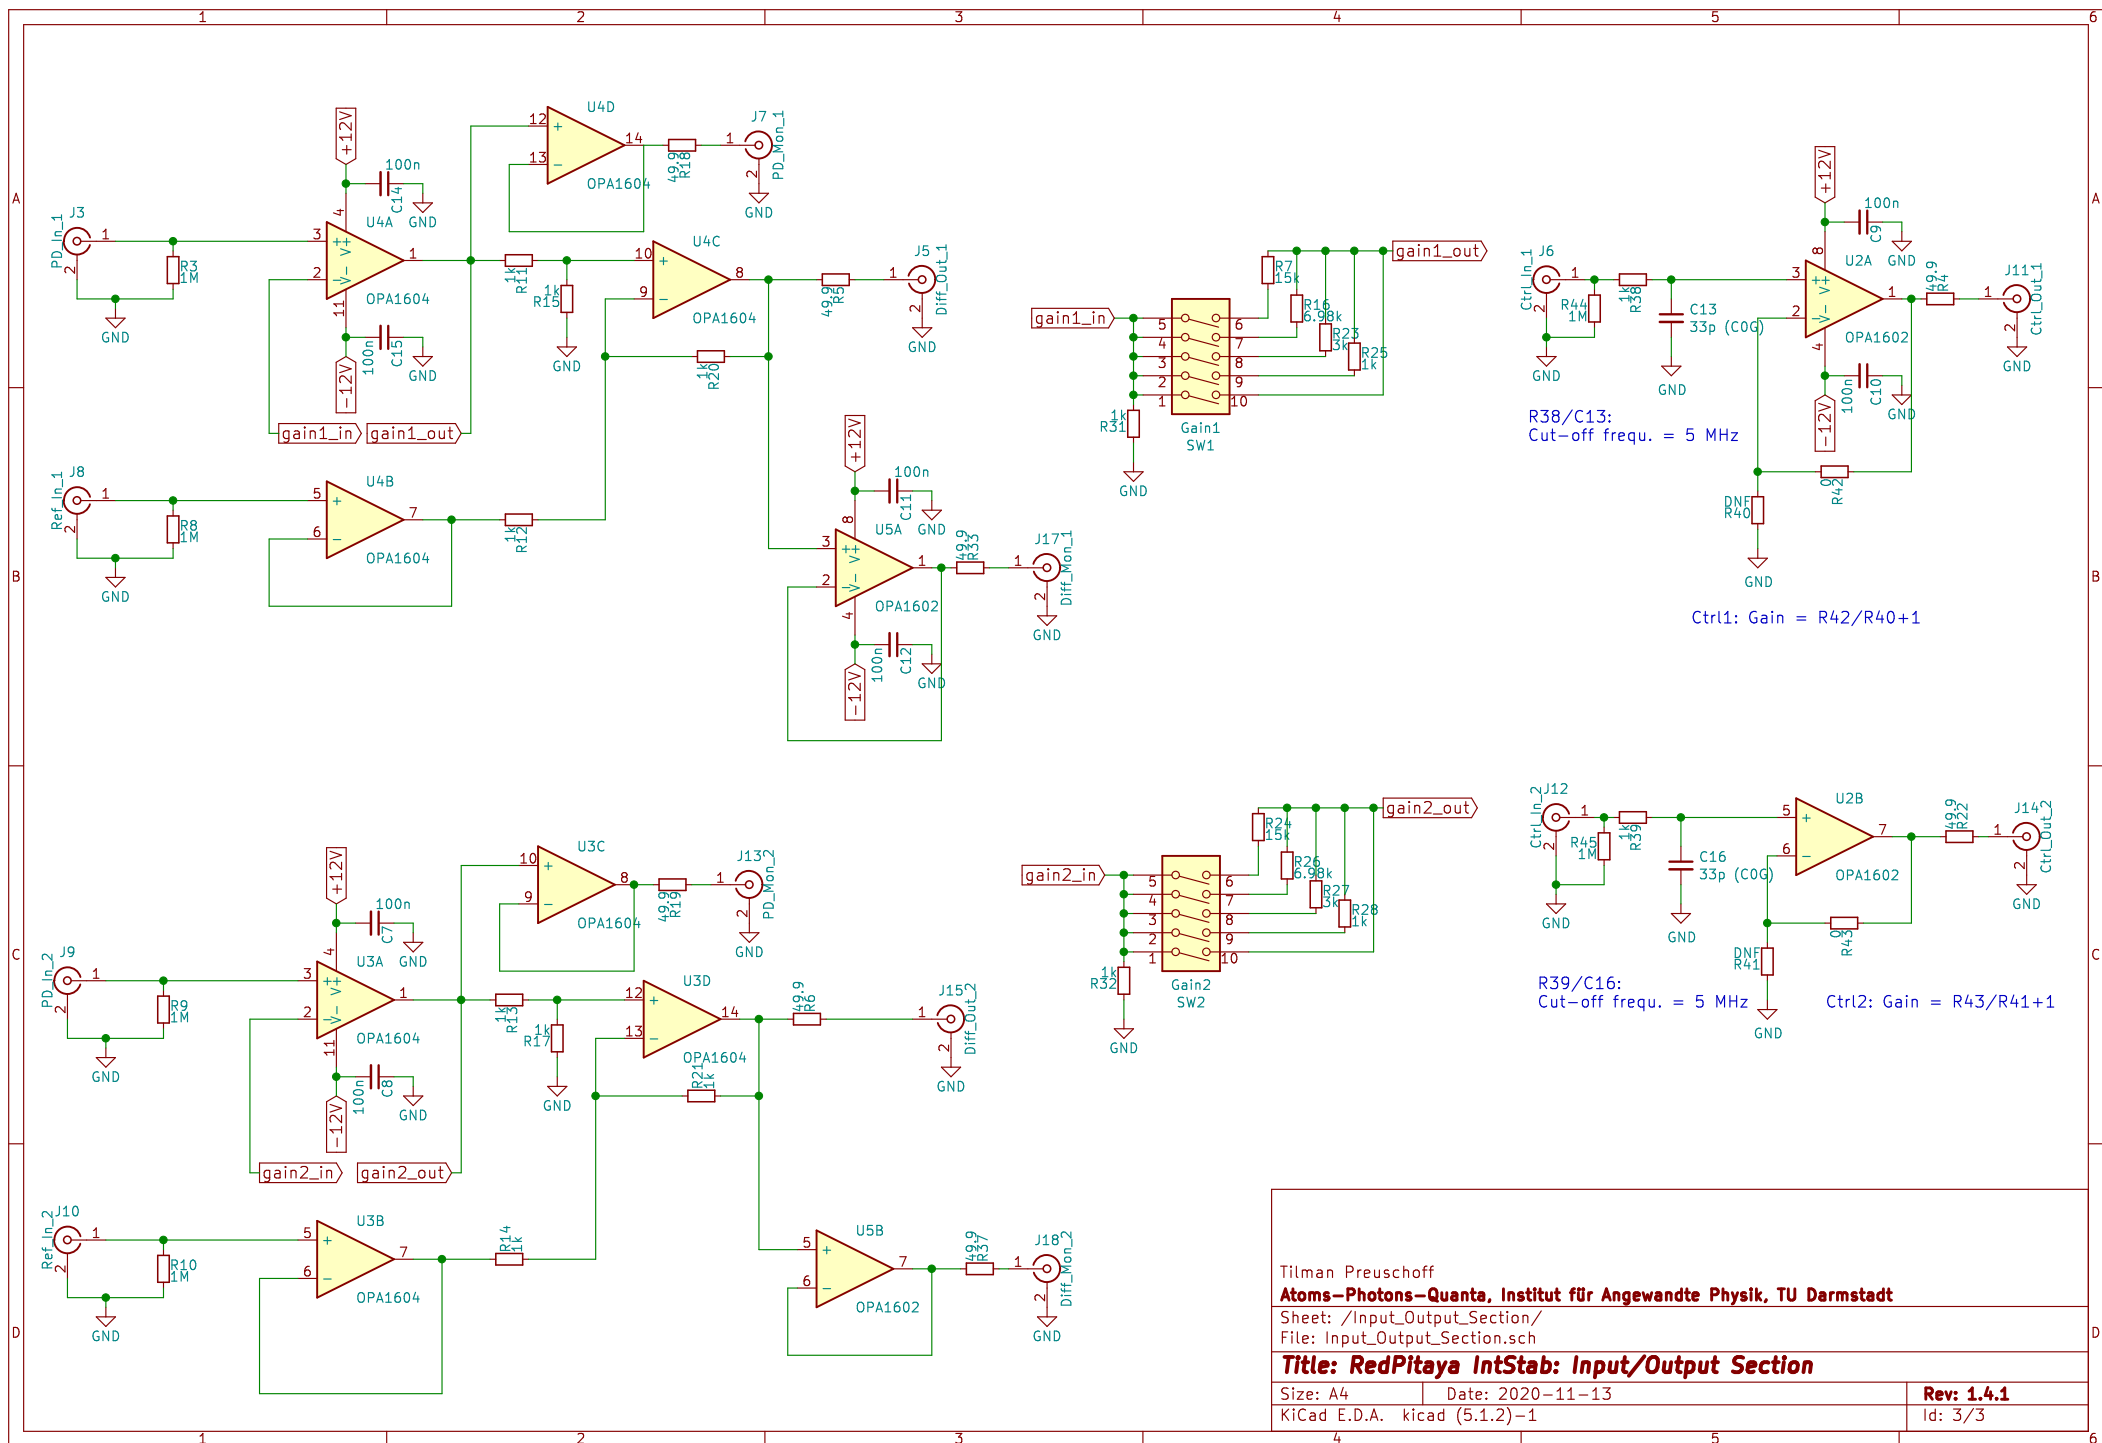 1 2 3 4 5 6
A A
B B
C C
D D
1 2 3 4 5 6
J3
PD_In_1
1
2
GND
R3
1M
+12V
100n
C14
GND
4
U4A
3
2
++
V+
V-
-
1
11
OPA1604
100n
C15
GND
-12V
gain1_in
gain1_out
U4D
12
13
+
-
14
OPA1604
49.9
R18
J7
PD_Mon_1
1
2
GND
1k
R11
1k
R15
GND
U4C
10
9
+
-
8
OPA1604
1k
R20
49.9
R5
J5
Diff_Out_1
1
2
GND
J8
Ref_In_1
1
2
GND
R8
1M
U4B
5
6
+
-
7
OPA1604
1k
R12
+12V
100n
C11
GND
8
U5A
3
2
++
V+
V-
-
1
4
OPA1602
100n
C12
GND
-12V
49.9
R33
J17
Diff_Mon_1
1
2
GND
gain1_in
gain1_out
R7
15k
R16
6.98k
R23
3k
R25
1k
5 6
4 7
3 8
2 9
1 10
1k
R31
GND
Gain1
SW1
J6
Ctrl_In_1
1
2
GND
R44
1M
1k
R38
C13
33p (C0G)
GND
+12V
100n
C9
GND
8
U2A
3
2
++
V+
V-
-
1
4
OPA1602
100n
C10
GND
-12V
49.9
R4
J11
Ctrl_Out_1
1
2
GND
0
R42
DNF
R40
GND
R38/C13:
Cut-off frequ. = 5 MHz
Ctrl1: Gain = R42/R40+1
J9
PD_In_2
1
2
GND
R9
1M
+12V
100n
C7
GND
4
U3A
3
2
++
V+
V-
-
1
11
OPA1604
100n
C8
GND
-12V
gain2_in
gain2_out
U3C
10
9
+
-
8
OPA1604
49.9
R19
J13
PD_Mon_2
1
2
GND
1k
R13
1k
R17
GND
U3D
12
13
+
-
14
OPA1604
R21
1k
49.9
R6
J15
Diff_Out_2
1
2
GND
J10
Ref_In_2
1
2
GND
R10
1M
U3B
5
6
+
-
7
OPA1604
R14
1k
U5B
5
6
+
-
7
OPA1602
49.9
R37
J18
Diff_Mon_2
1
2
GND
gain2_in
gain2_out
R24
15k
R26
6.98k
R27
3k
R28
1k
5 6
4 7
3 8
2 9
1 10
1k
R32
GND
Gain2
SW2
J12
Ctrl_In_2
1
2
GND
R45
1M
1k
R39
C16
33p (C0G)
GND
U2B
5
6
+
-
7
OPA1602
49.9
R22
J14
Ctrl_Out_2
1
2
GND
0
R43
DNF
R41
GND
R39/C16:
Cut-off frequ. = 5 MHz
Ctrl2: Gain = R43/R41+1
Tilman Preuschoff
Atoms-Photons-Quanta, Institut für Angewandte Physik, TU Darmstadt
Sheet: /Input_Output_Section/
File: Input_Output_Section.sch
Title: RedPitaya IntStab: Input/Output Section
Size: A4 Date: 2020-11-13 Rev: 1.4.1
KiCad E.D.A. kicad (5.1.2)-1 Id: 3/3